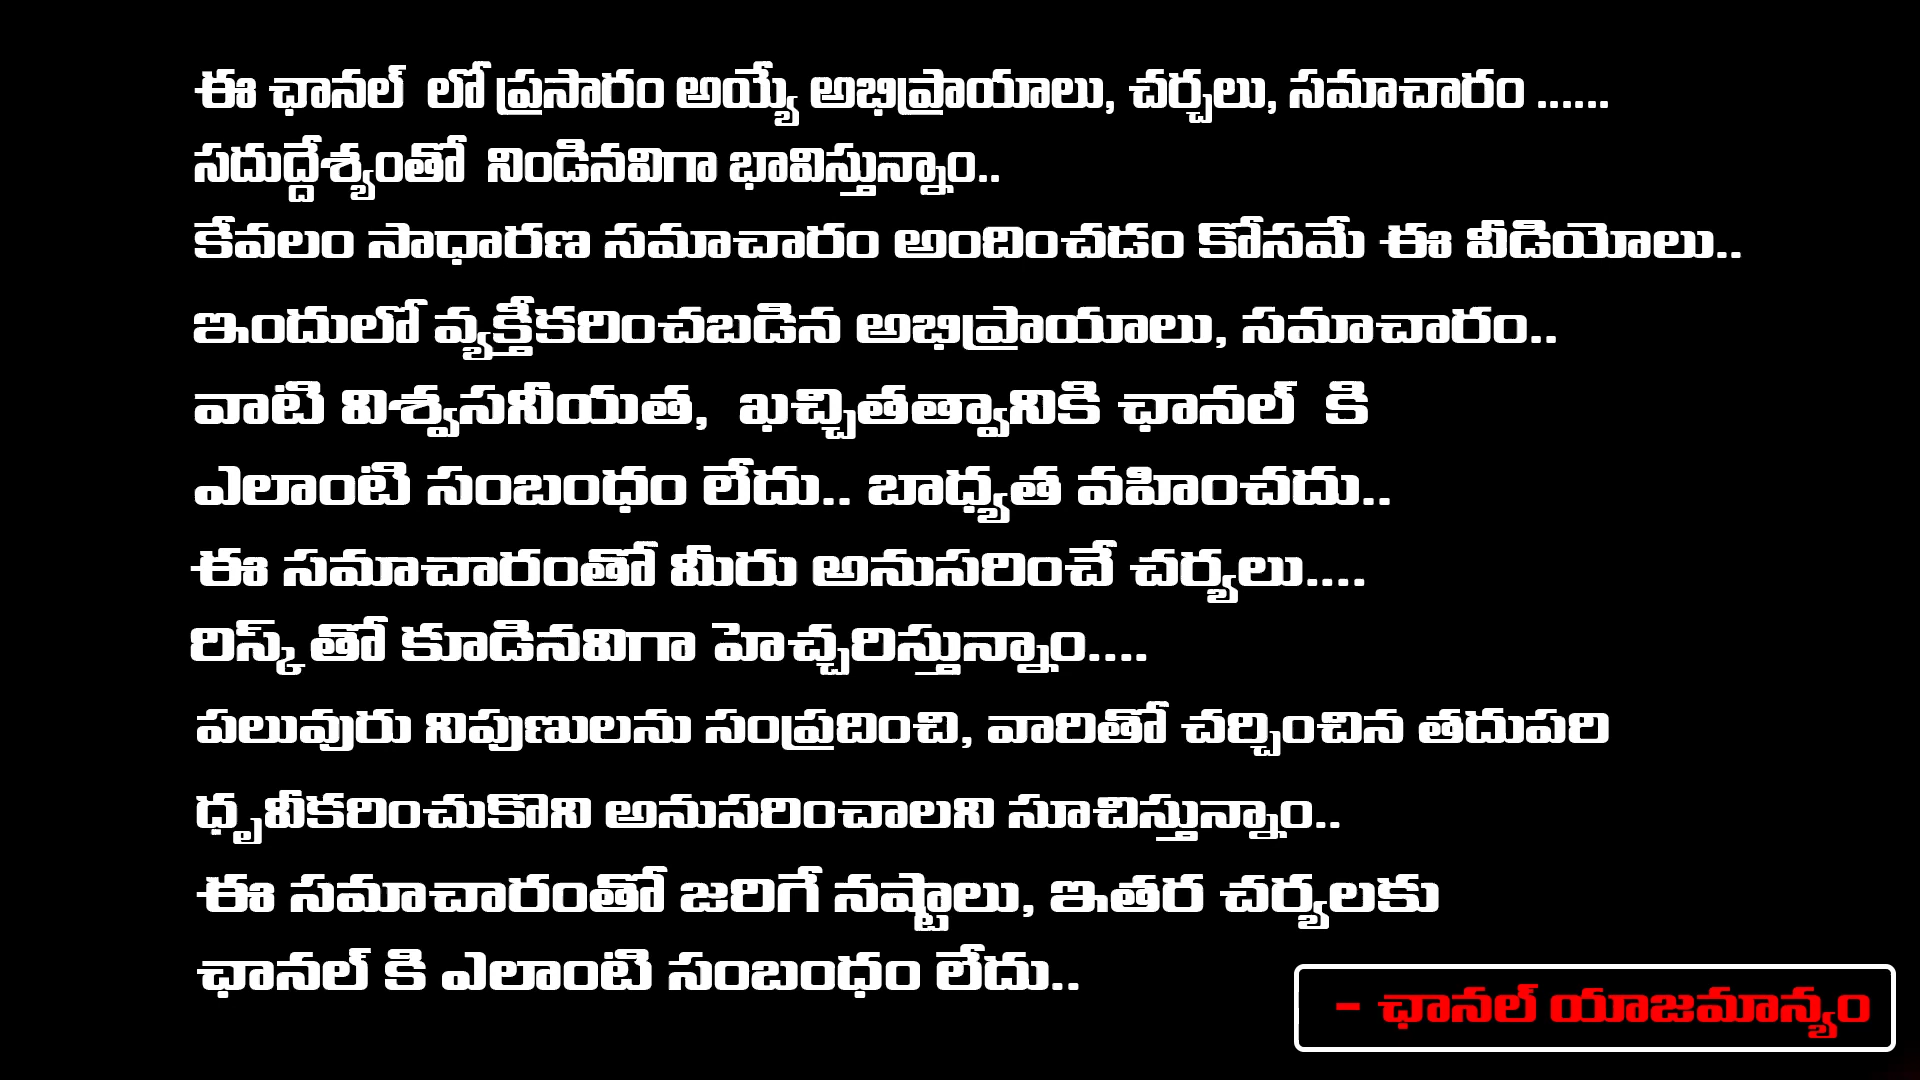 ఈ ఛానల్ లో ప్రసారం అయ్యే అభిప్రాయాలు, చర్చలు, సమాచారం ......
సదుద్దేశ్యంతో నిండినవిగా భావిస్తున్నాం..
కేవలం సాధారణ సమాచారం అందించడం కోసమే ఈ వీడియోలు..
ఇందులో వ్యక్తీకరించబడిన అభిప్రాయాలు, సమాచారం..
వాటి విశ్వసనీయత, ఖచ్చితత్వానికి ఛానల్ కి
ఎలాంటి సంబంధం లేదు.. బాధ్యత వహించదు..
ఈ సమాచారంతో మీరు అనుసరించే చర్యలు....
రిస్క్ తో కూడినవిగా హెచ్చరిస్తున్నాం....
పలువురు నిపుణులను సంప్రదించి, వారితో చర్చించిన తదుపరి
ధృవీకరించుకొని అనుసరించాలని సూచిస్తున్నాం..
ఈ సమాచారంతో జరిగే నష్టాలు, ఇతర చర్యలకు
ఛానల్ కి ఎలాంటి సంబంధం లేదు..
- ఛానల్ యాజమాన్యం